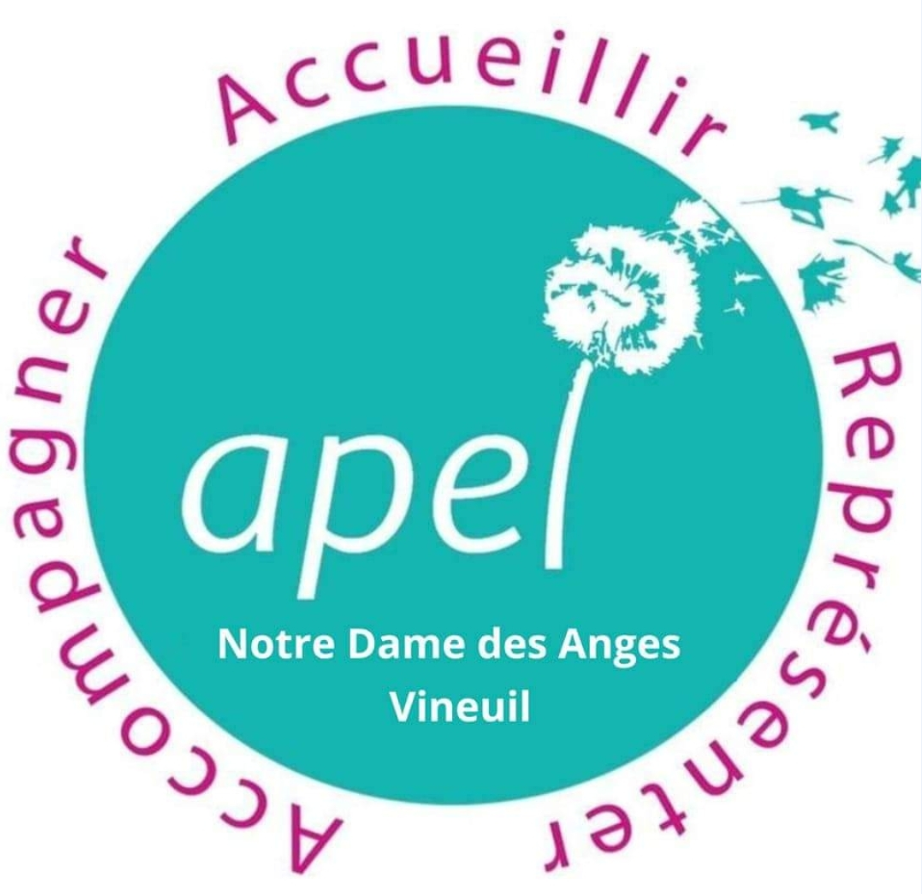 Accueillir
Représenter
Accompagner
apel
Notre Dame des Anges
Vineuil